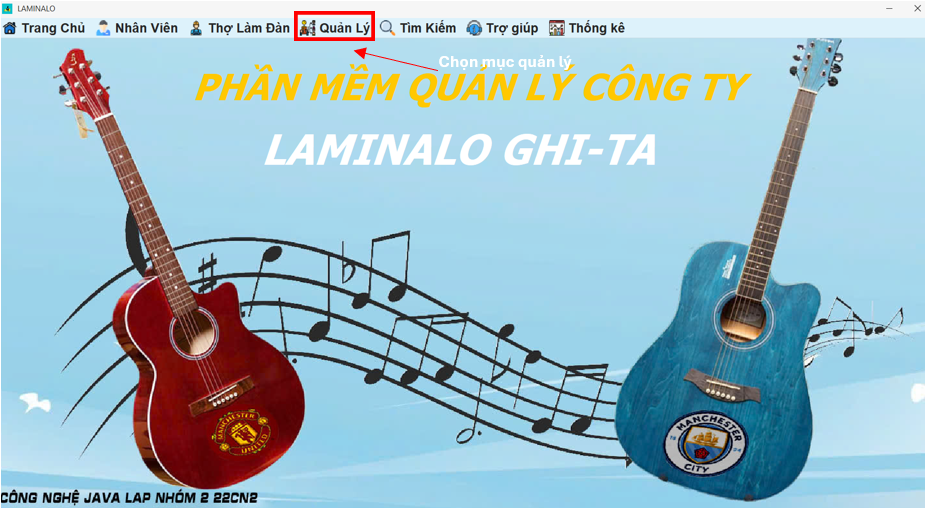 LAMINALO
Trang Chủ Nhân Viên Thợ Làm Đàn Quản Lý Tìm Kiếm Trợ giúp Thống kê
Chọn mục quản lý
PHẦN MỀM QUẢN LÝ CÔNG TY
LAMINALO GHI-TA
MANCHESTER
UNITED
MANCHESTER
CITY
CÔNG NGHỆ JAVA LAP NHÓM 2 22CN2